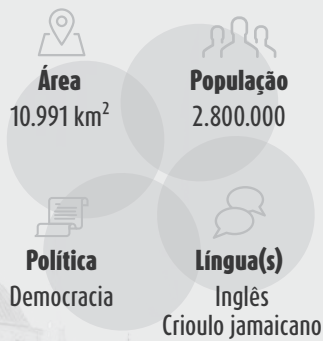 Área
10.991 km²
População
2.800.000
Política
Democracia
Língua(s)
Inglês
Crioulo jamaicano